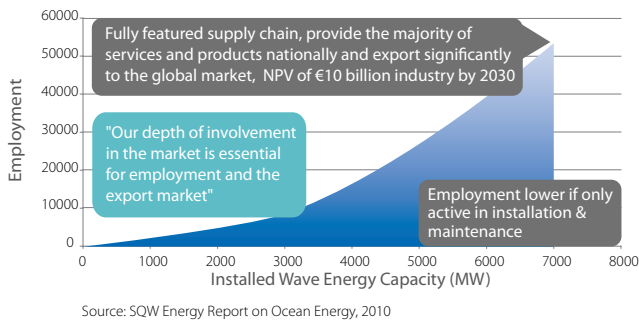 60000
50000
40000
30000
20000
10000
0
Employment
Fully featured supply chain, provide the majority of
services and products nationally and export significantly
to the global market, NPV of €10 billion industry by 2030
"Our depth of involvement
in the market is essential
for employment and the
export market"
Employment lower if only
active in installation &
maintenance
0 1000 2000 3000 4000 5000 6000 7000 8000
Installed Wave Energy Capacity (MW)
Source: SQW Energy Report on Ocean Energy, 2010